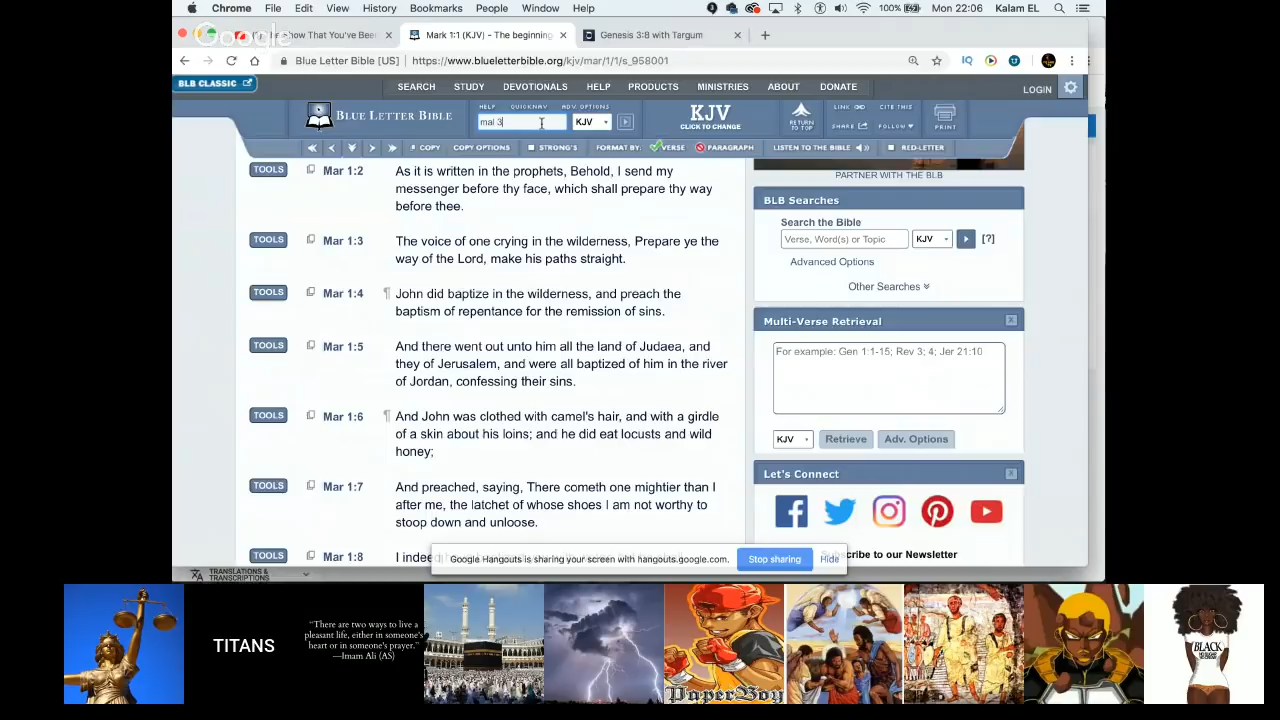 Chrome File Edit View History Bookmarks People Window Help 100% Mon 22:06 Kalam EL
Google
Show That You've Been Mark 1:1 (KJV) - The beginning Genesis 3:8 with Targum
Blue Letter Bible [US] https://www.blueletterbible.org/kjv/mar/1/1/s_958001
BLB CLASSIC SEARCH STUDY DEVOTIONALS HELP PRODUCTS MINISTRIES ABOUT DONATE LOGIN
HELP QUICKNAV ADV. OPTIONS
BLUE LETTER BIBLE mal 3 KJV
KJV
CLICK TO CHANGE
RETURN
TO TOP
LINK CITE THIS
SHARE FOLLOW
PRINT
COPY COPY OPTIONS STRONG'S FORMAT BY: VERSE PARAGRAPH LISTEN TO THE BIBLE RED-LETTER
TOOLS Mar 1:2 As it is written in the prophets, Behold, I send my
messenger before thy face, which shall prepare thy way
before thee.
TOOLS Mar 1:3 The voice of one crying in the wilderness, Prepare ye the
way of the Lord, make his paths straight.
TOOLS Mar 1:4 ¶ John did baptize in the wilderness, and preach the
baptism of repentance for the remission of sins.
TOOLS Mar 1:5 And there went out unto him all the land of Judaea, and
they of Jerusalem, and were all baptized of him in the river
of Jordan, confessing their sins.
TOOLS Mar 1:6 ¶ And John was clothed with camel's hair, and with a girdle
of a skin about his loins; and he did eat locusts and wild
honey;
TOOLS Mar 1:7 And preached, saying, There cometh one mightier than I
after me, the latchet of whose shoes I am not worthy to
stoop down and unloose.
TOOLS Mar 1:8 I indeed
PARTNER WITH THE BLB
BLB Searches
Search the Bible
Verse, Word(s) or Topic KJV [?]
Advanced Options
Other Searches
Multi-Verse Retrieval X
For example: Gen 1:1-15; Rev 3; 4; Jer 21:10
KJV Retrieve Adv. Options
Let's Connect X
Subscribe to our Newsletter
Google Hangouts is sharing your screen with hangouts.google.com. Stop sharing Hide
TRANSLATIONS &
TRANSCRIPTIONS
TITANS
“There are two ways to live a
pleasant life, either in someone's
heart or in someone's prayer.”
—Imam Ali (AS)
PaperBoy
BLACK